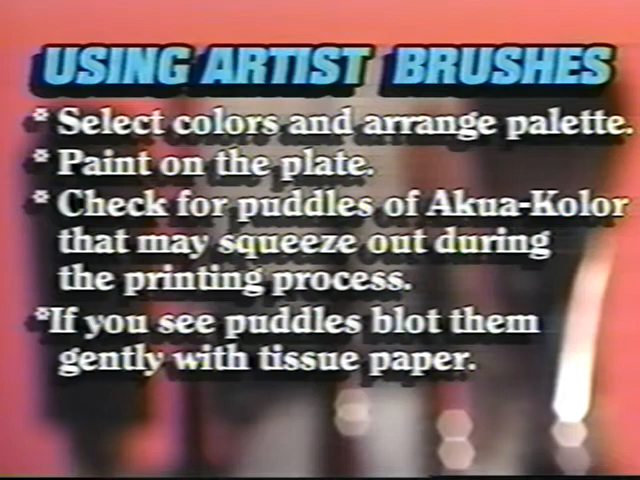 USING ARTIST BRUSHES
* Select colors and arrange palette.
* Paint on the plate.
* Check for puddles of Akua-Kolor
that may squeeze out during
the printing process.
*If you see puddles blot them
gently with tissue paper.